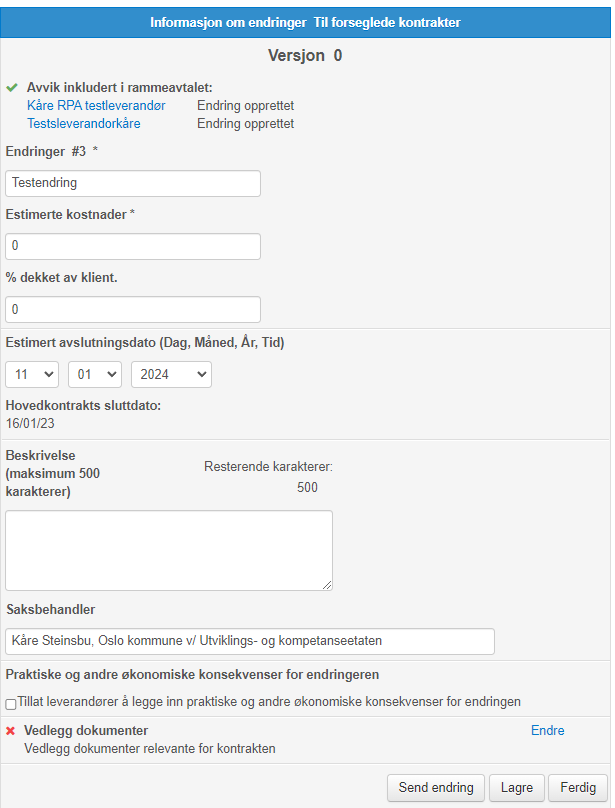 Informasjon om endringer Til forseglede kontrakter
Versjon 0
Avvik inkludert i rammeavtalet:
Kåre RPA testleverandør Endring opprettet
Testsleverandorkåre Endring opprettet
Endringer #3 *
Testendring
Estimerte kostnader *
0
% dekket av klient.
0
Estimert avslutningsdato (Dag, Måned, År, Tid)
11 01 2024
Hovedkontrakts sluttdato:
16/01/23
Beskrivelse
(maksimum 500
karakterer)
Resterende karakterer:
500
Saksbehandler
Kåre Steinsbu, Oslo kommune v/ Utviklings- og kompetanseetaten
Praktiske og andre økonomiske konsekvenser for endringeren
Tillat leverandører å legge inn praktiske og andre økonomiske konsekvenser for endringen
Vedlegg dokumenter Endre
Vedlegg dokumenter relevante for kontrakten
Send endring Lagre Ferdig